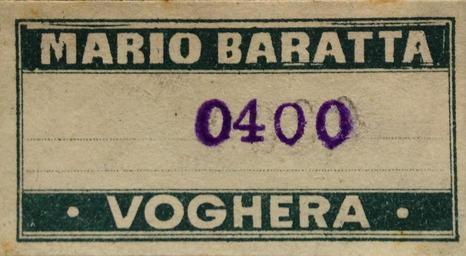 MARIO BARATTA
0400
• VOGHERA •